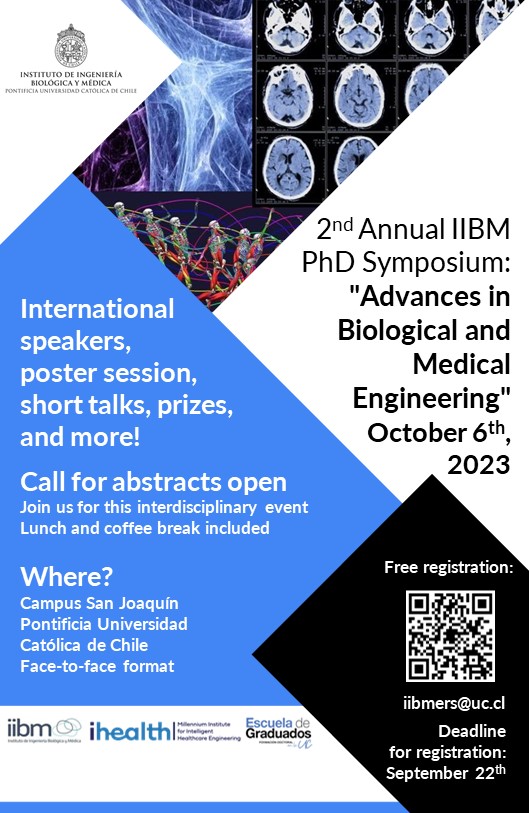 INSTITUTO DE INGENIERÍA
BIOLÓGICA Y MÉDICA
PONTIFICIA UNIVERSIDAD CATÓLICA DE CHILE
2nd Annual IIBM
PhD Symposium:
"Advances in
Biological and
Medical
Engineering"
October 6th,
2023
International
speakers,
poster session,
short talks, prizes,
and more!
Call for abstracts open
Join us for this interdisciplinary event
Lunch and coffee break included
Where?
Campus San Joaquín
Pontificia Universidad
Católica de Chile
Face-to-face format
Free registration:
iibmers@uc.cl
Deadline
for registration:
September 22th
iibm
Instituto de Ingeniería Biológica y Médica
ihealth
Millennium Institute
for Intelligent
Healthcare Engineering
Escuela de
Graduados
UC